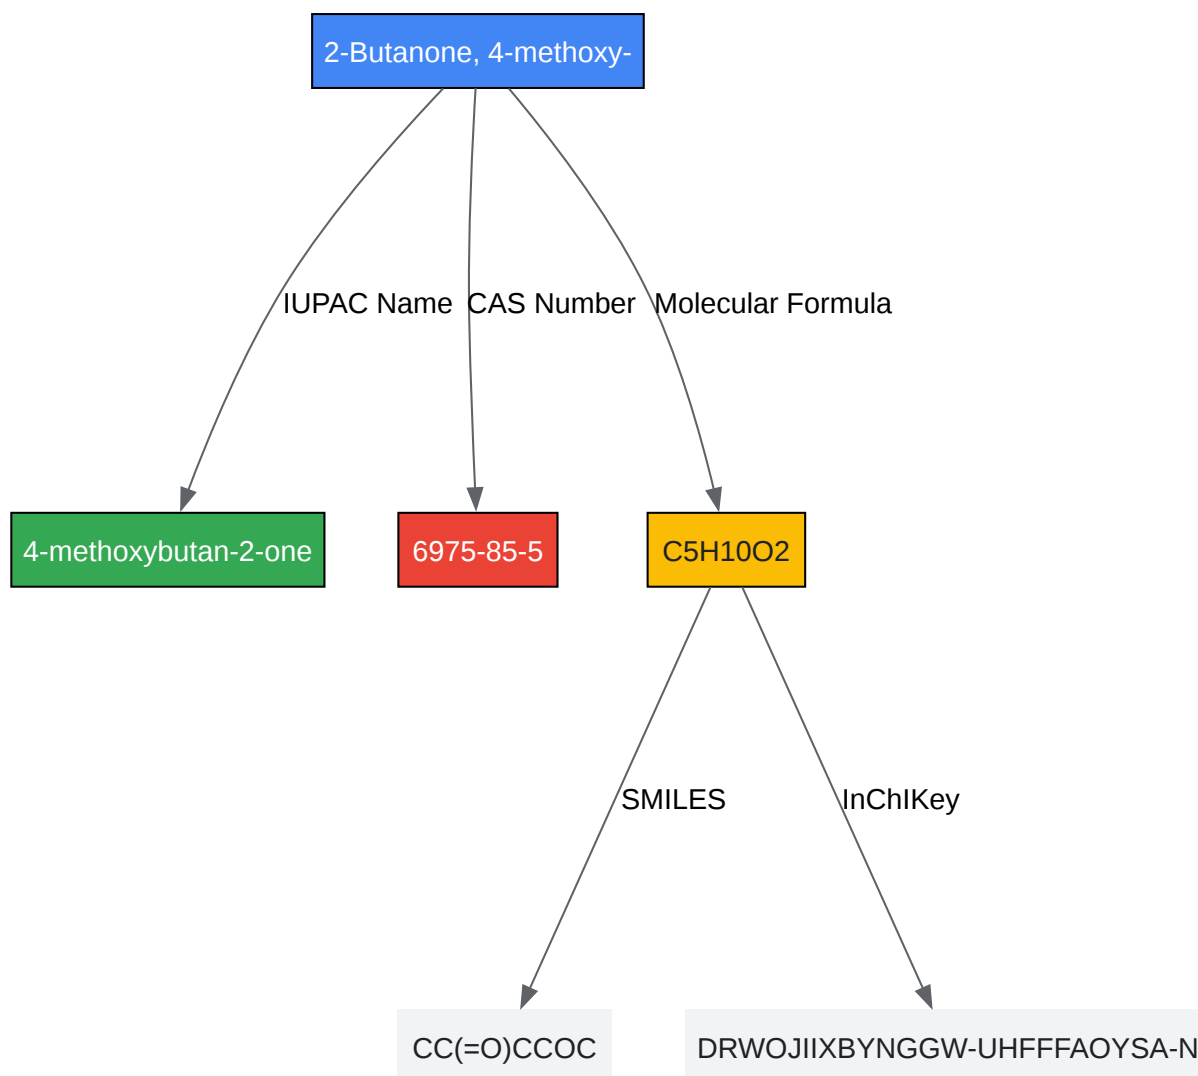 2-Butanone, 4-methoxy-
IUPAC Name
CAS Number
Molecular Formula
4-methoxybutan-2-one
6975-85-5
C5H10O2
SMILES
InChIKey
CC(=O)CCOC
DRWOJIIXBYNGGW-UHFFFAOYSA-N